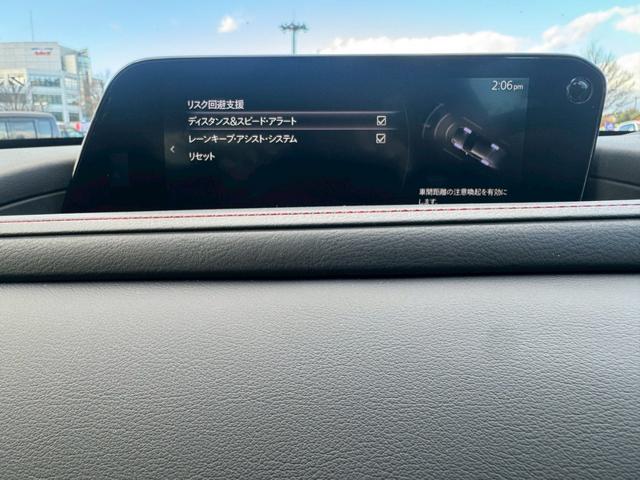 2:06pm
リスク回避支援
ディスタンス&スピード・アラート
レーンキープ・アシスト・システム
リセット
車間距離の注意喚起を有効に
します。